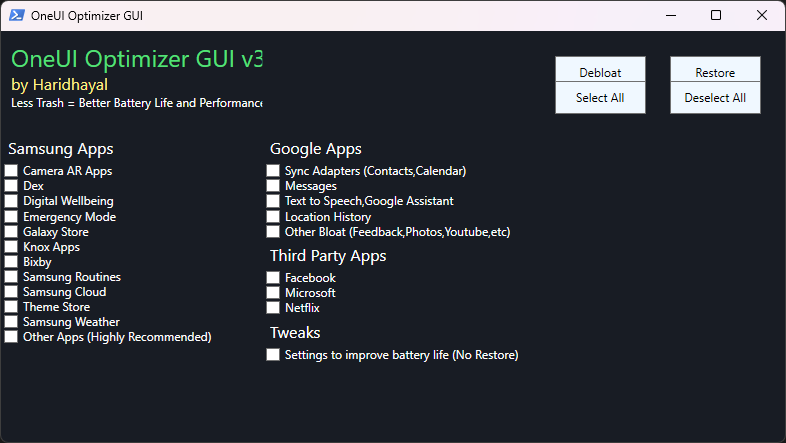 OneUI Optimizer GUI
OneUI Optimizer GUI v3
by Haridhayal
Less Trash = Better Battery Life and Performance
Debloat
Restore
Select All
Deselect All
Samsung Apps
Camera AR Apps
Dex
Digital Wellbeing
Emergency Mode
Galaxy Store
Knox Apps
Bixby
Samsung Routines
Samsung Cloud
Theme Store
Samsung Weather
Other Apps (Highly Recommended)
Google Apps
Sync Adapters (Contacts,Calendar)
Messages
Text to Speech,Google Assistant
Location History
Other Bloat (Feedback,Photos,Youtube,etc)
Third Party Apps
Facebook
Microsoft
Netflix
Tweaks
Settings to improve battery life (No Restore)